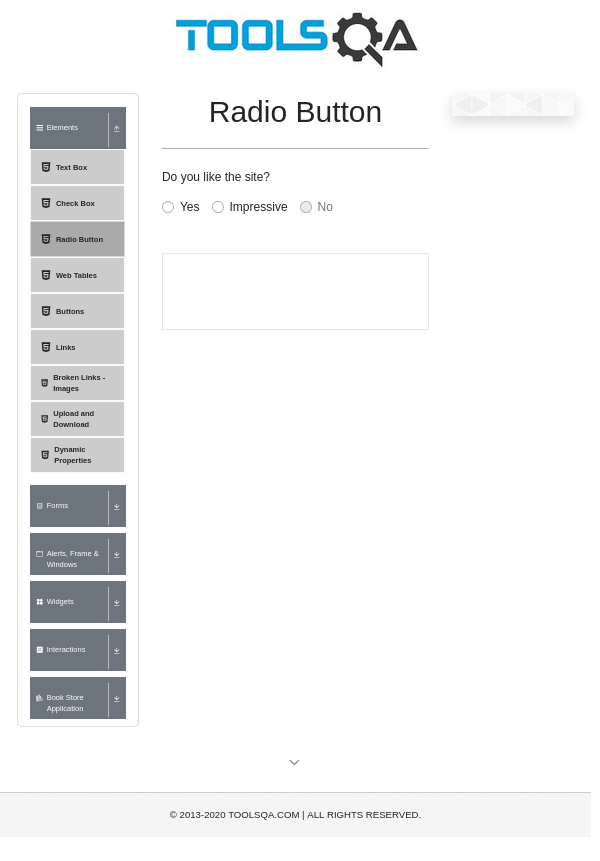 TOOLSQA
Elements
Text Box
Check Box
Radio Button
Web Tables
Buttons
Links
Broken Links -
Images
Upload and
Download
Dynamic
Properties
Forms
Alerts, Frame &
Windows
Widgets
Interactions
Book Store
Application
Radio Button
Do you like the site?
Yes Impressive No
© 2013-2020 TOOLSQA.COM | ALL RIGHTS RESERVED.